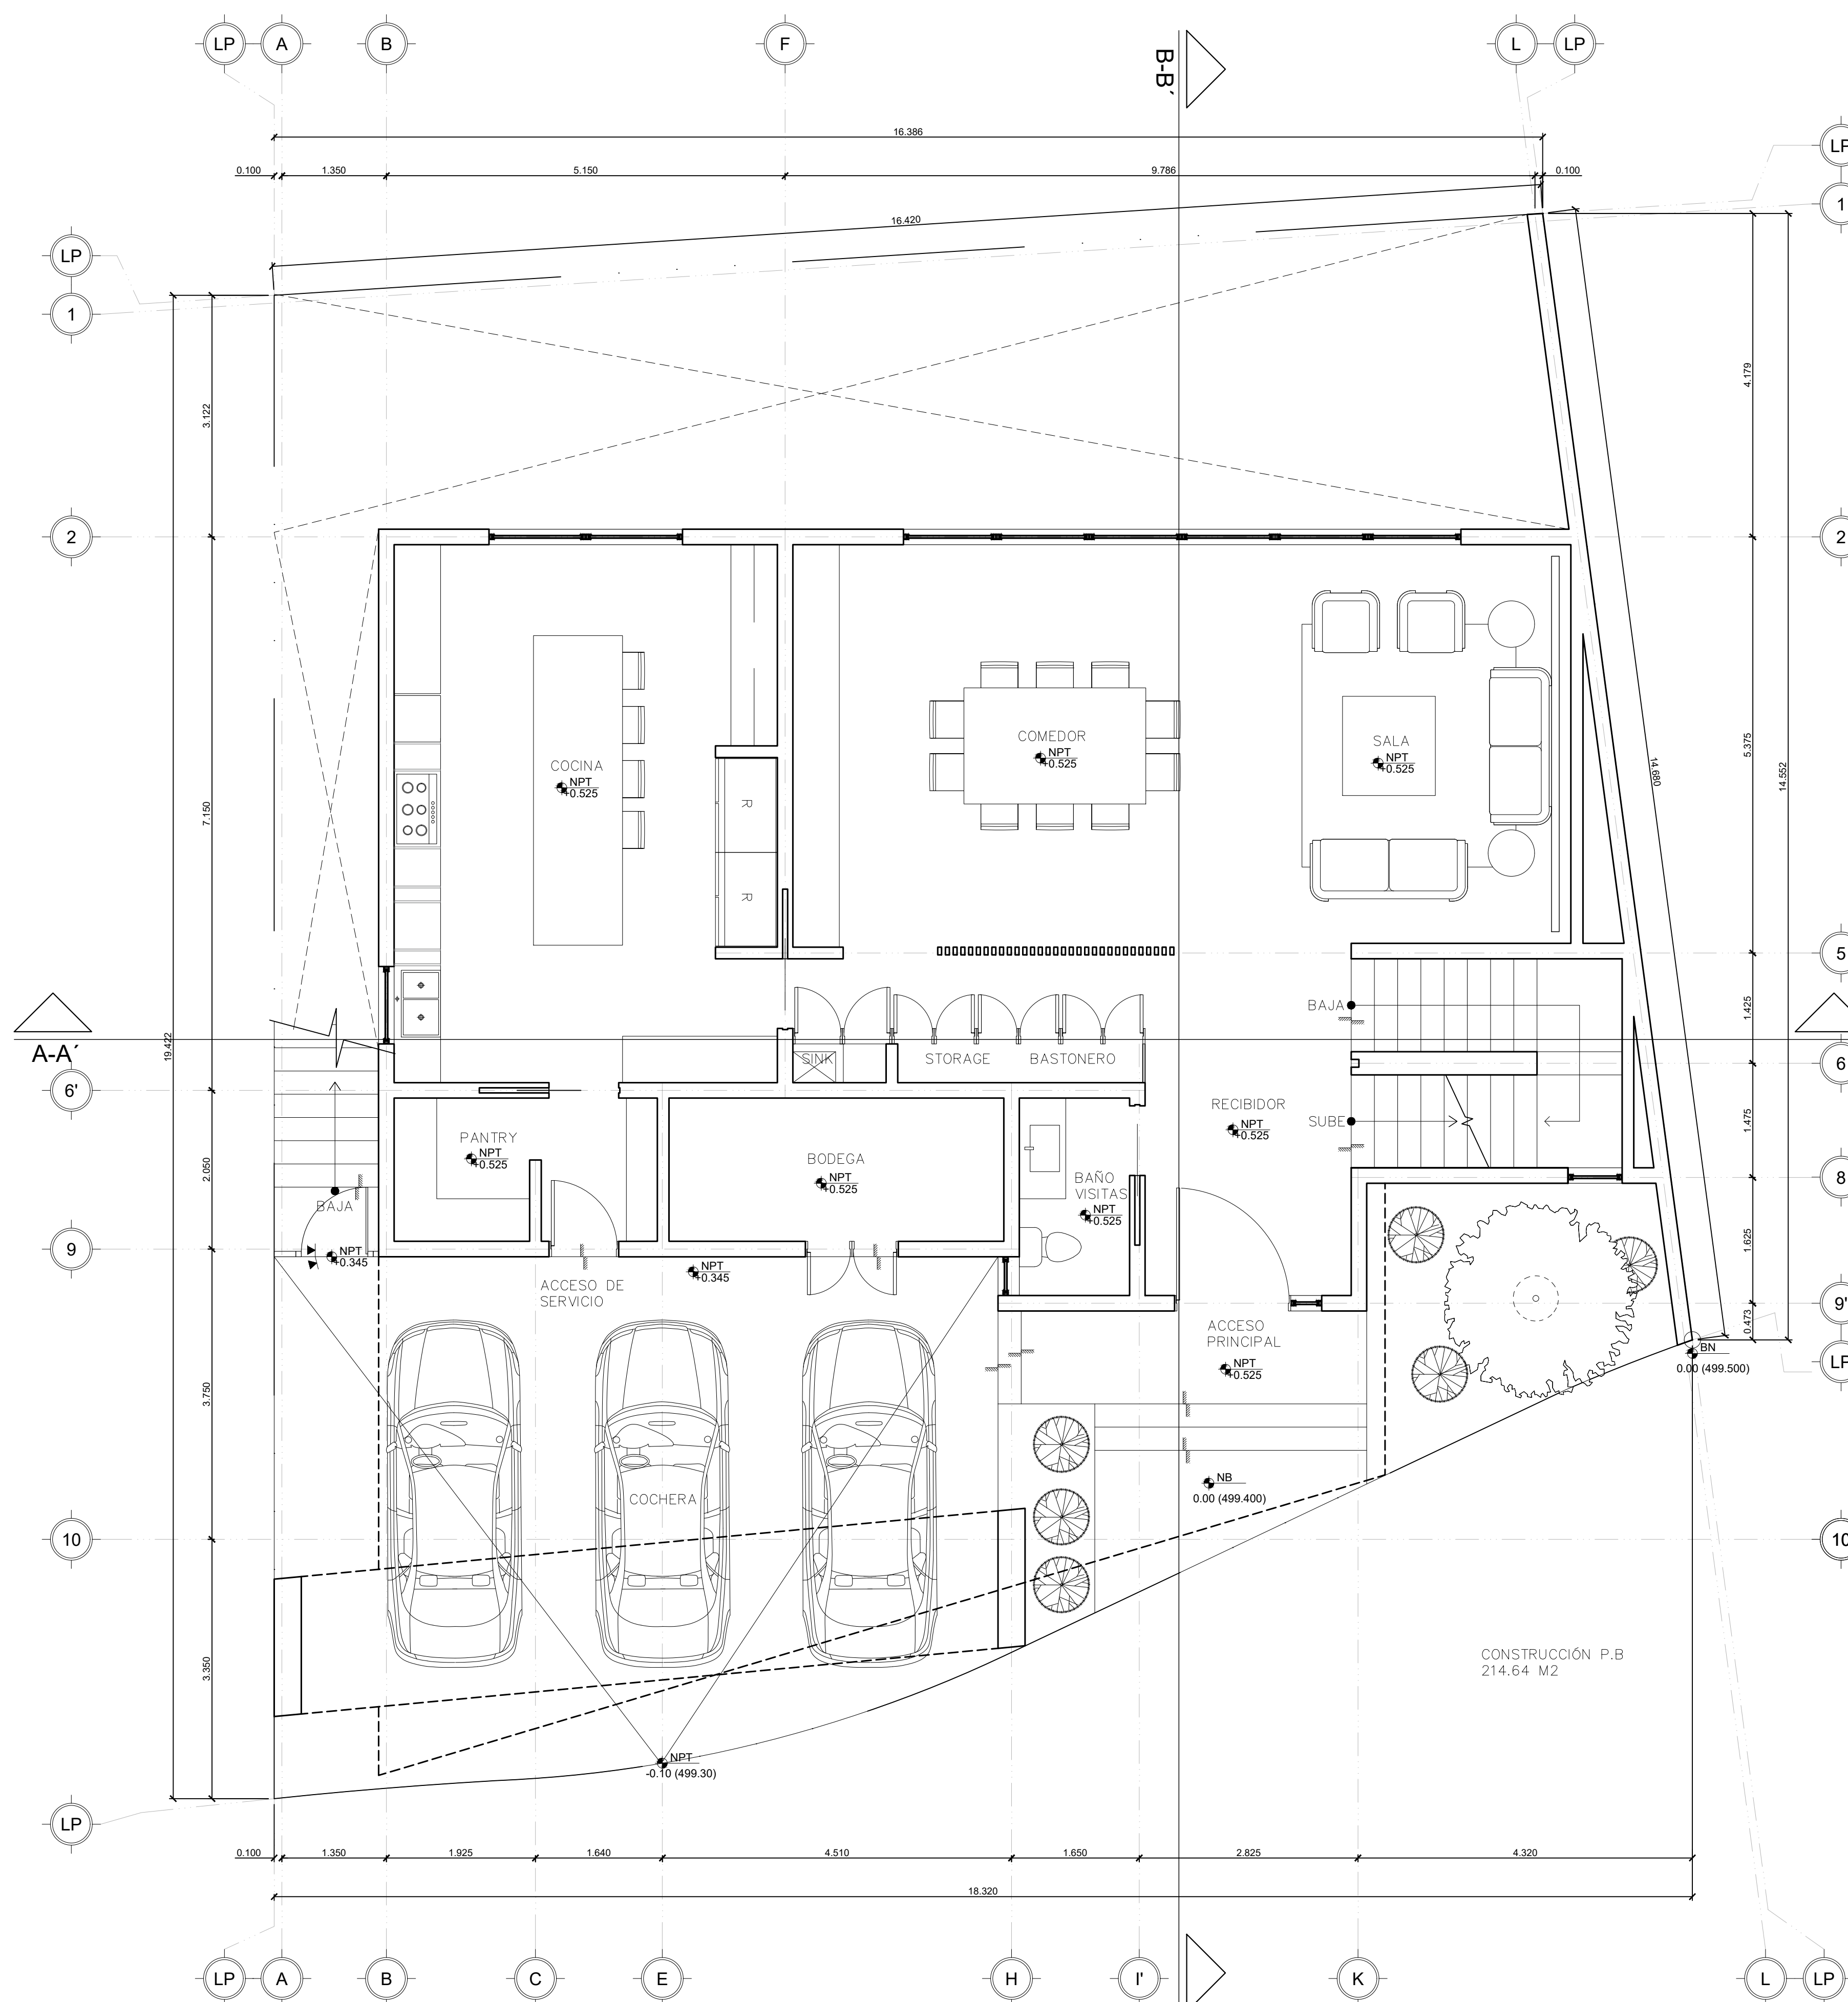 LP A B F L LP
B-B´
16.386
0.100 1.350 5.150 9.786 0.100
16.420
LP
1
LP
1
3.122
4.179
2
2
COCINA
NPT
+0.525
R
R
COMEDOR
NPT
+0.525
SALA
NPT
+0.525
7.150
5.375
14.680
14.552
19.422
5
A-A´
6'
SINK STORAGE BASTONERO
BAJA
1.425
6
RECIBIDOR
NPT
+0.525
SUBE
1.475
PANTRY
NPT
+0.525
BODEGA
NPT
+0.525
BAÑO
VISITAS
NPT
+0.525
2.050
8
BAJA
NPT
+0.345
9
ACCESO DE
SERVICIO
NPT
+0.345
1.625
9'
0.473
ACCESO
PRINCIPAL
NPT
+0.525
BN
0.00 (499.500)
LP
3.750
COCHERA
NB
0.00 (499.400)
10
10
3.350
CONSTRUCCIÓN P.B
214.64 M2
NPT
-0.10 (499.30)
LP
0.100 1.350 1.925 1.640 4.510 1.650 2.825 4.320
18.320
LP A B C E H I' K L LP